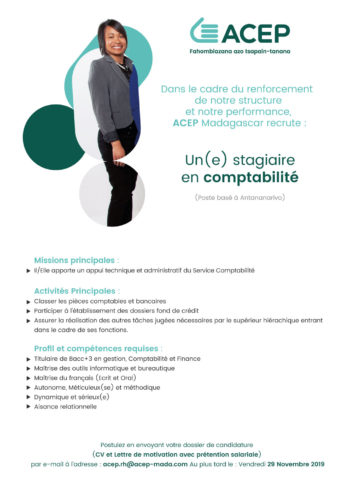 ACEP
Fahombiazana azo tsapain-tanana
Dans le cadre du renforcement
de notre structure
et notre performance,
ACEP Madagascar recrute :
Un(e) stagiaire
en comptabilité
(Poste basé à Antananarivo)
Missions principales :
Il/Elle apporte un appui technique et administratif du Service Comptabilité
Activités Principales :
Classer les pièces comptables et bancaires
Participer à l'établissement des dossiers fond de crédit
Assurer la réalisation des autres tâches jugées nécessaires par le supérieur hiérachique entrant
dans le cadre de ses fonctions.
Profil et compétences requises :
Titulaire de Bacc+3 en gestion, Comptabilité et Finance
Maîtrise des outils informatique et bureautique
Maîtrise du français (Ecrit et Oral)
Autonome, Méticuleux(se) et méthodique
Dynamique et sérieux(e)
Aisance relationnelle
Postulez en envoyant votre dossier de candidature
(CV et Lettre de motivation avec prétention salariale)
par e-mail à l'adresse : acep.rh@acep-mada.com Au plus tard le : Vendredi 29 Novembre 2019